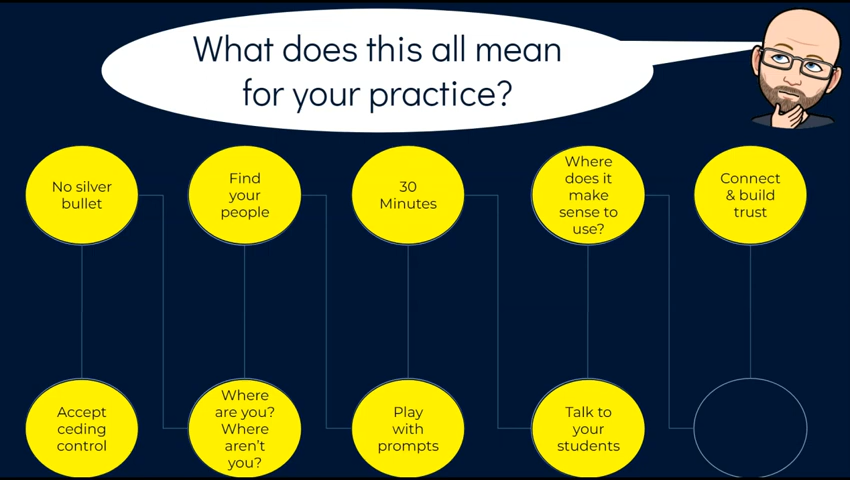 What does this all mean
for your practice?
No silver
bullet
Find
your
people
30
Minutes
Where
does it
make
sense to
use?
Connect
& build
trust
Accept
ceding
control
Where
are you?
Where
aren't
you?
Play
with
prompts
Talk to
your
students